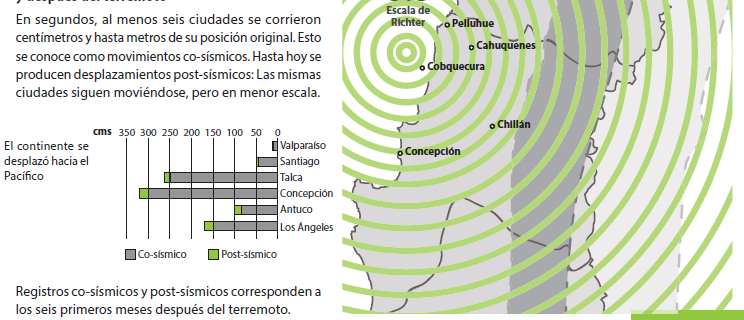 y después del terremoto
En segundos, al menos seis ciudades se corrieron
centímetros y hasta metros de su posición original. Esto
se conoce como movimientos co-sísmicos. Hasta hoy se
producen desplazamientos post-sísmicos: Las mismas
ciudades siguen moviéndose, pero en menor escala.
El continente se
desplazó hacia el
Pacífico
cms 350 300 250 200 150 100 50 0
Valparaíso
Santiago
Talca
Concepción
Antuco
Los Ángeles
Co-sísmico Post-sísmico
Registros co-sísmicos y post-sísmicos corresponden a
los seis primeros meses después del terremoto.
Escala de
Richter
Pelluhue
Cahuquenes
Cobquecura
Chillán
Concepción